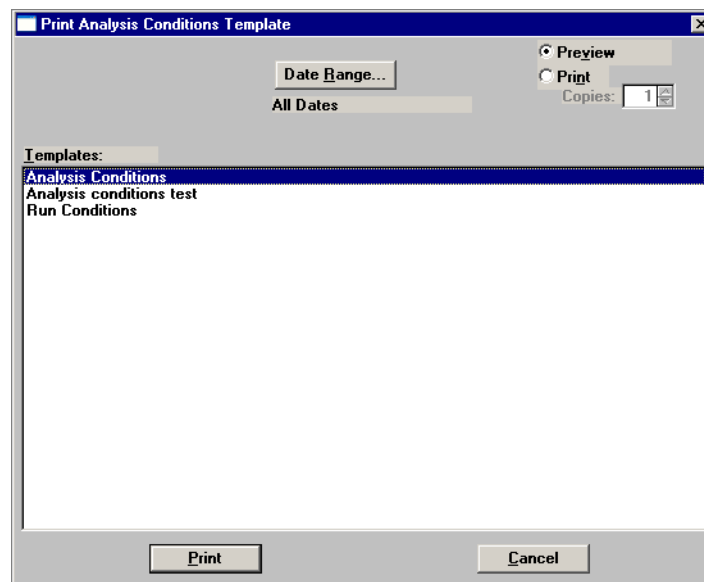 Print Analysis Conditions Template
Preview
Date Range...
Print
Copies: 1
All Dates
Templates:
Analysis Conditions
Analysis conditions test
Run Conditions
Print
Cancel